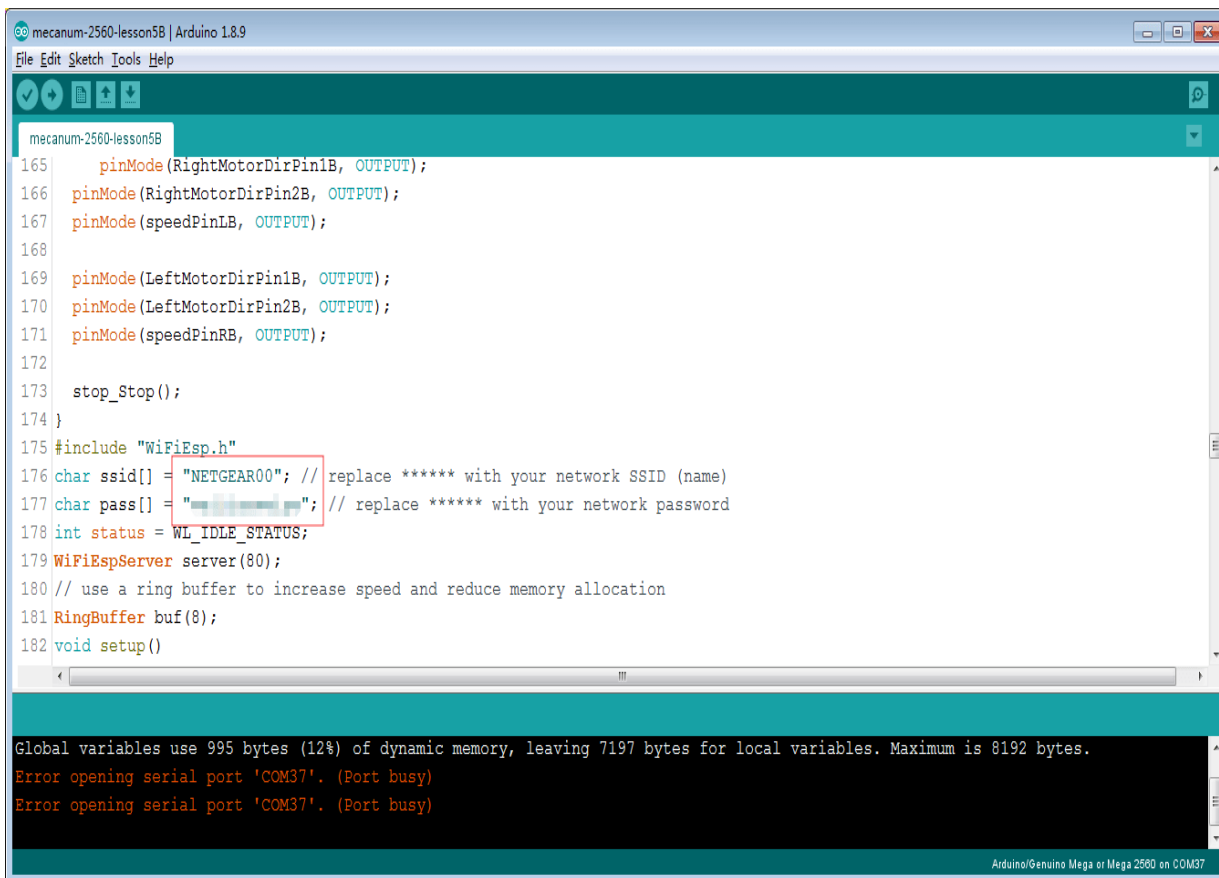 mecanum-2560-lesson5B | Arduino 1.8.9
File Edit Sketch Tools Help
mecanum-2560-lesson5B
165 pinMode(RightMotorDirPin1B, OUTPUT);
166 pinMode(RightMotorDirPin2B, OUTPUT);
167 pinMode(speedPinLB, OUTPUT);
168
169 pinMode(LeftMotorDirPin1B, OUTPUT);
170 pinMode(LeftMotorDirPin2B, OUTPUT);
171 pinMode(speedPinRB, OUTPUT);
172
173 stop_Stop();
174 }
175 #include "WiFiEsp.h"
176 char ssid[] = "NETGEAR00"; // replace ****** with your network SSID (name)
177 char pass[] = " "; // replace ****** with your network password
178 int status = WL_IDLE_STATUS;
179 WiFiEspServer server(80);
180 // use a ring buffer to increase speed and reduce memory allocation
181 RingBuffer buf(8);
182 void setup()
Global variables use 995 bytes (12%) of dynamic memory, leaving 7197 bytes for local variables. Maximum is 8192 bytes.
Error opening serial port 'COM37'. (Port busy)
Error opening serial port 'COM37'. (Port busy)
Arduino/Genuino Mega or Mega 2560 on COM37